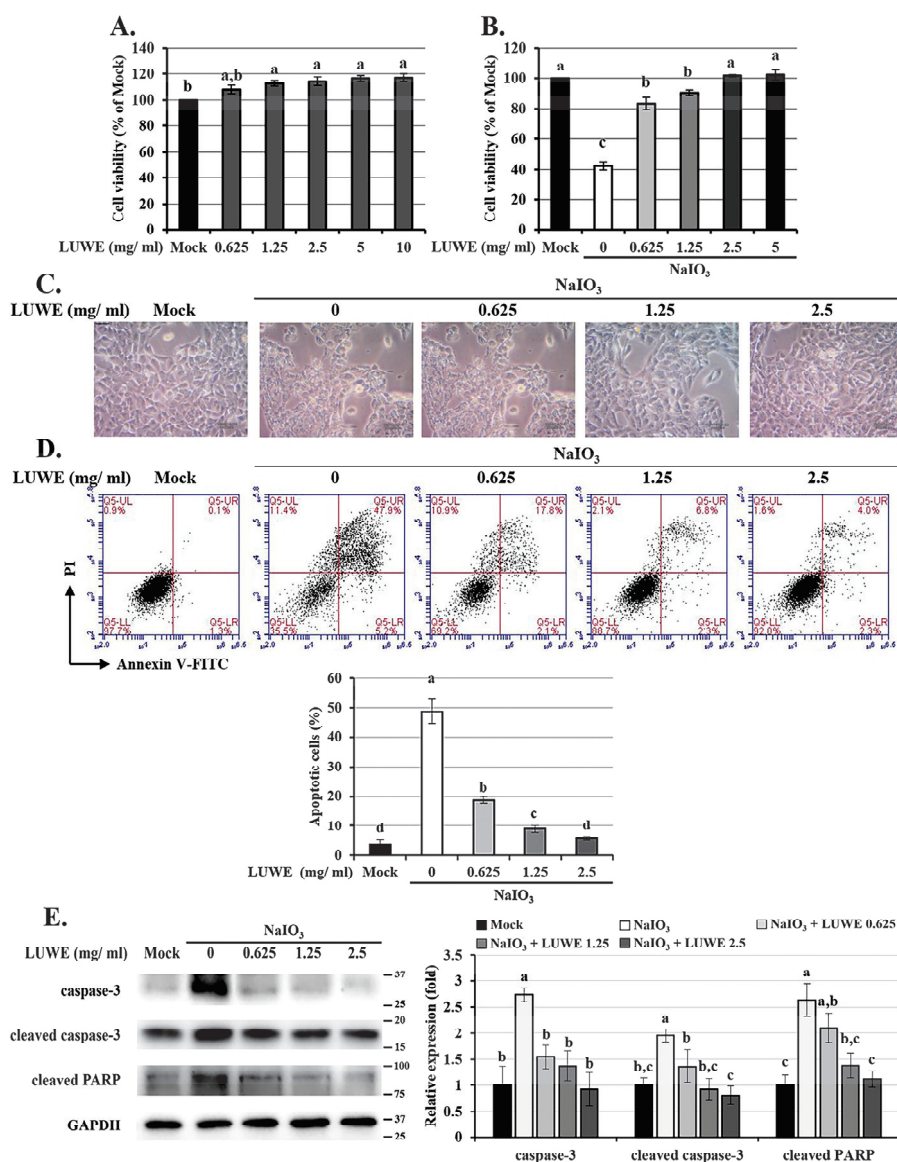 A.
Cell viability (% of Mock)
140
120
100
80
60
40
20
0
b
a,b
a
a
a
a
LUWE (mg/ ml) Mock 0.625 1.25 2.5 5 10
B.
Cell viability (% of Mock)
120
100
80
60
40
20
0
a
c
b
b
a
a
LUWE (mg/ ml) Mock 0 0.625 1.25 2.5 5
NaIO3
C.
NaIO3
LUWE (mg/ ml) Mock 0 0.625 1.25 2.5
D.
NaIO3
LUWE (mg/ ml) Mock 0 0.625 1.25 2.5
Q5-UL Q5-UR
0.9% 0.1%
Q5-LL Q5-LR
97.7% 1.3%
Q5-UL Q5-UR
11.4% 47.9%
Q5-LL Q5-LR
35.5% 5.2%
Q5-UL Q5-UR
10.9% 17.8%
Q5-LL Q5-LR
69.2% 2.1%
Q5-UL Q5-UR
2.1% 6.8%
Q5-LL Q5-LR
2.3%
Q5-UL Q5-UR
1.6% 4.0%
Q5-LL Q5-LR
92.0% 2.3%
PI
Annexin V-FITC
Apoptotic cells (%)
60
50
40
30
20
10
0
d
a
b
c
d
LUWE (mg/ ml) Mock 0 0.625 1.25 2.5
NaIO3
E.
NaIO3
LUWE (mg/ ml) Mock 0 0.625 1.25 2.5
caspase-3
37
25
cleaved caspase-3
20
15
cleaved PARP
100
75
GAPDII
37
25
Mock NaIO3 NaIO3 + LUWE 0.625
NaIO3 + LUWE 1.25 NaIO3 + LUWE 2.5
Relative expression (fold)
3.5
3
2.5
2
1.5
1
0.5
0
b a b b b
b,c a b b,c c
c a a,b b,c c
caspase-3 cleaved caspase-3 cleaved PARP